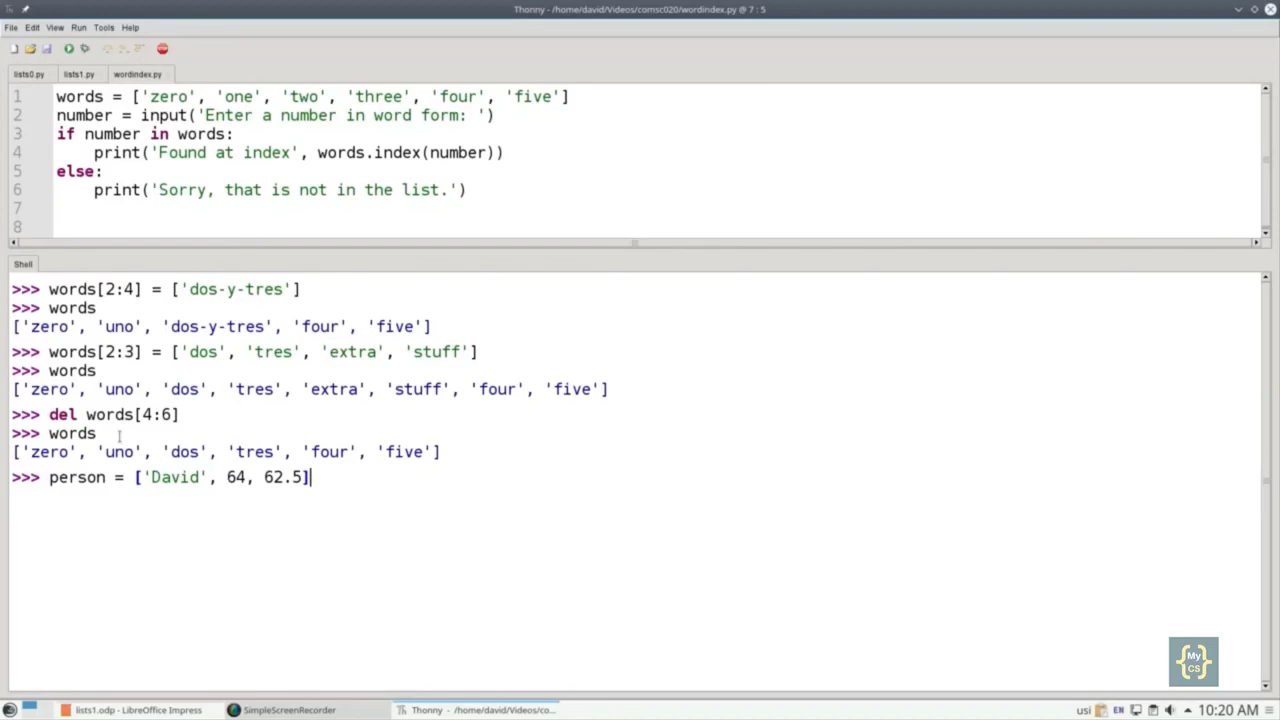 Thonny - /home/david/Videos/comsc020/wordindex.py @ 7 : 5
File Edit View Run Tools Help
lists0.py lists1.py wordindex.py
1 words = ['zero', 'one', 'two', 'three', 'four', 'five']
2 number = input('Enter a number in word form: ')
3 if number in words:
4     print('Found at index', words.index(number))
5 else:
6     print('Sorry, that is not in the list.')
7
8
Shell
>>> words[2:4] = ['dos-y-tres']
>>> words
['zero', 'uno', 'dos-y-tres', 'four', 'five']
>>> words[2:3] = ['dos', 'tres', 'extra', 'stuff']
>>> words
['zero', 'uno', 'dos', 'tres', 'extra', 'stuff', 'four', 'five']
>>> del words[4:6]
>>> words
['zero', 'uno', 'dos', 'tres', 'four', 'five']
>>> person = ['David', 64, 62.5]
{My CS}
lists1.odp - LibreOffice Impress SimpleScreenRecorder Thonny - /home/david/Videos/co... usi EN 10:20 AM